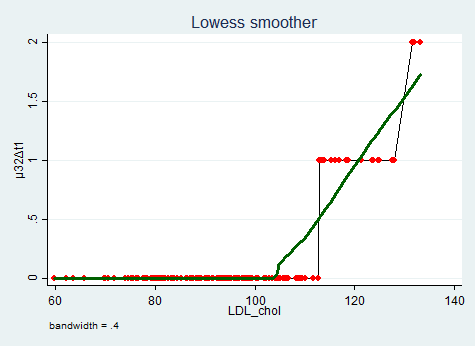 Lowess smoother
2
1.5
1
.5
0
μ32Δt1
60
80
100
120
140
LDL_chol
bandwidth = .4